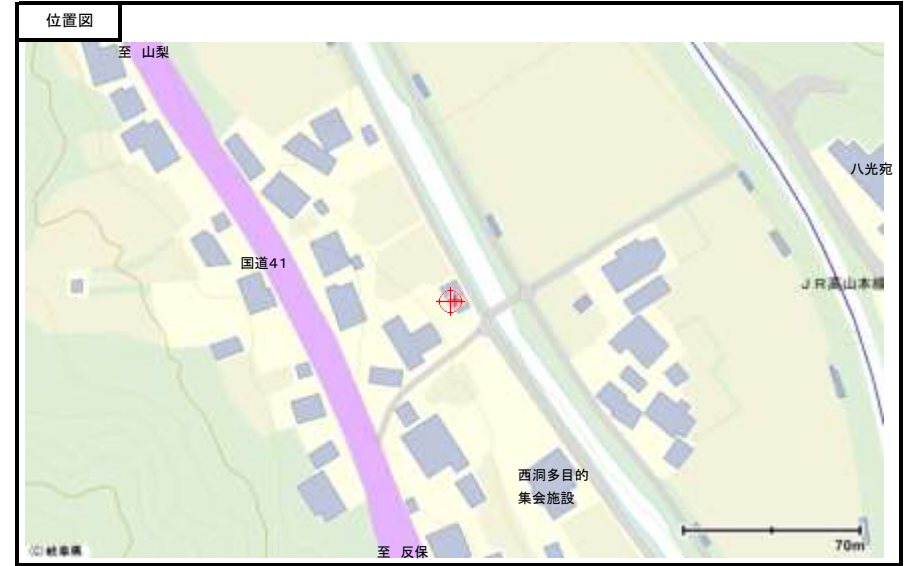 位置図
至 山梨
八光宛
国道41
JR高山本線
西洞多目的
集会施設
70m
(C)岐阜県
至 反保